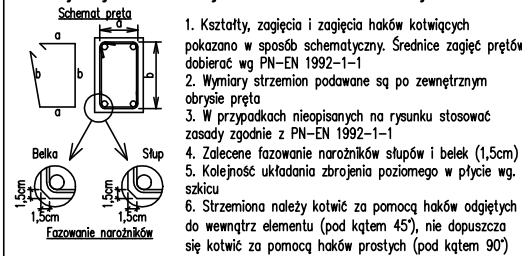 Schemat pręta
a
a
b
b
b
a
Belka
Słup
1,5cm
1,5cm
1,5cm
1,5cm
Fazowanie narożników
1. Kształty, zagięcia i zagięcia haków kotwiących
pokazano w sposób schematyczny. Średnice zagięć prętów
dobierać wg PN-EN 1992-1-1
2. Wymiary strzemion podawane są po zewnętrznym
obrysie pręta
3. W przypadkach nieopisanych na rysunku stosować
zasady zgodnie z PN-EN 1992-1-1
4. Zalecene fazowanie narożników słupów i belek (1,5cm)
5. Kolejność układania zbrojenia poziomego w płycie wg.
szkicu
6. Strzemiona należy kotwić za pomocą haków odgiętych
do wewnątrz elementu (pod kątem 45°), nie dopuszcza
się kotwić za pomocą haków prostych (pod kątem 90°)